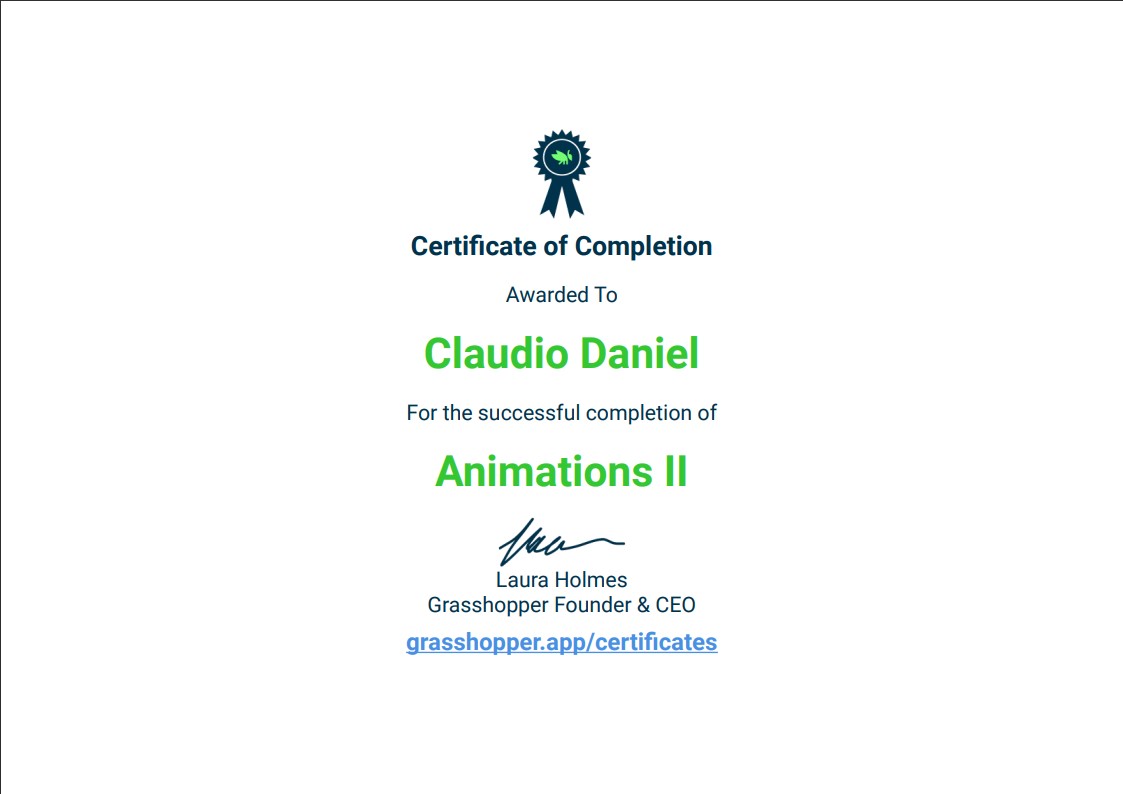 Certificate of Completion
Awarded To
Claudio Daniel
For the successful completion of
Animations II
Laura Holmes
Grasshopper Founder & CEO
grasshopper.app/certificates